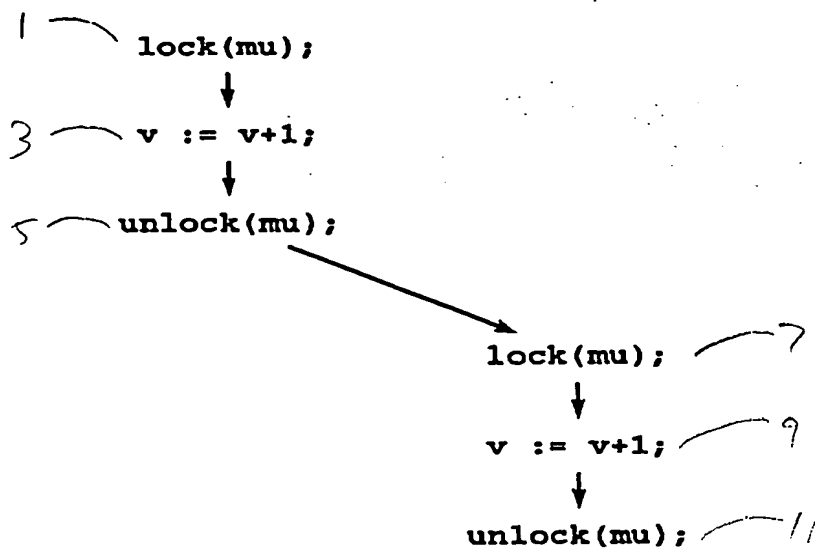 1 lock(mu);
3 v := v+1;
5 unlock(mu);
lock(mu); 7
v := v+1; 9
unlock(mu); 11